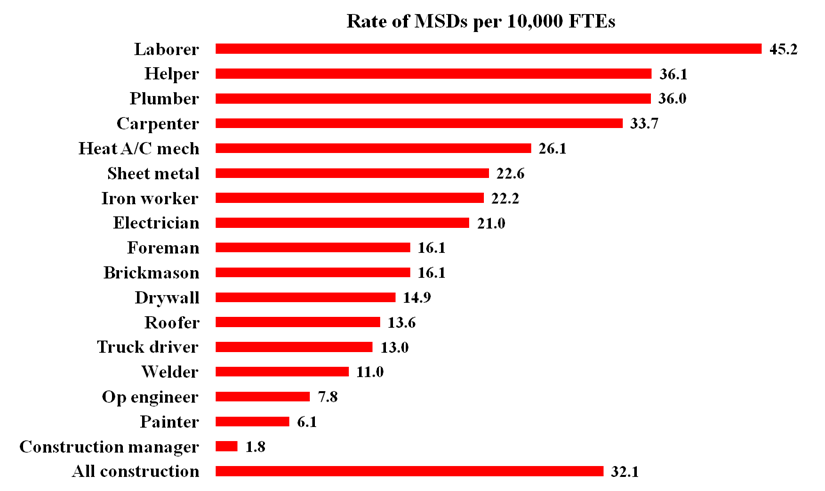 Rate of MSDs per 10,000 FTEs
Laborer 45.2
Helper 36.1
Plumber 36.0
Carpenter 33.7
Heat A/C mech 26.1
Sheet metal 22.6
Iron worker 22.2
Electrician 21.0
Foreman 16.1
Brickmason 16.1
Drywall 14.9
Roofer 13.6
Truck driver 13.0
Welder 11.0
Op engineer 7.8
Painter 6.1
Construction manager 1.8
All construction 32.1